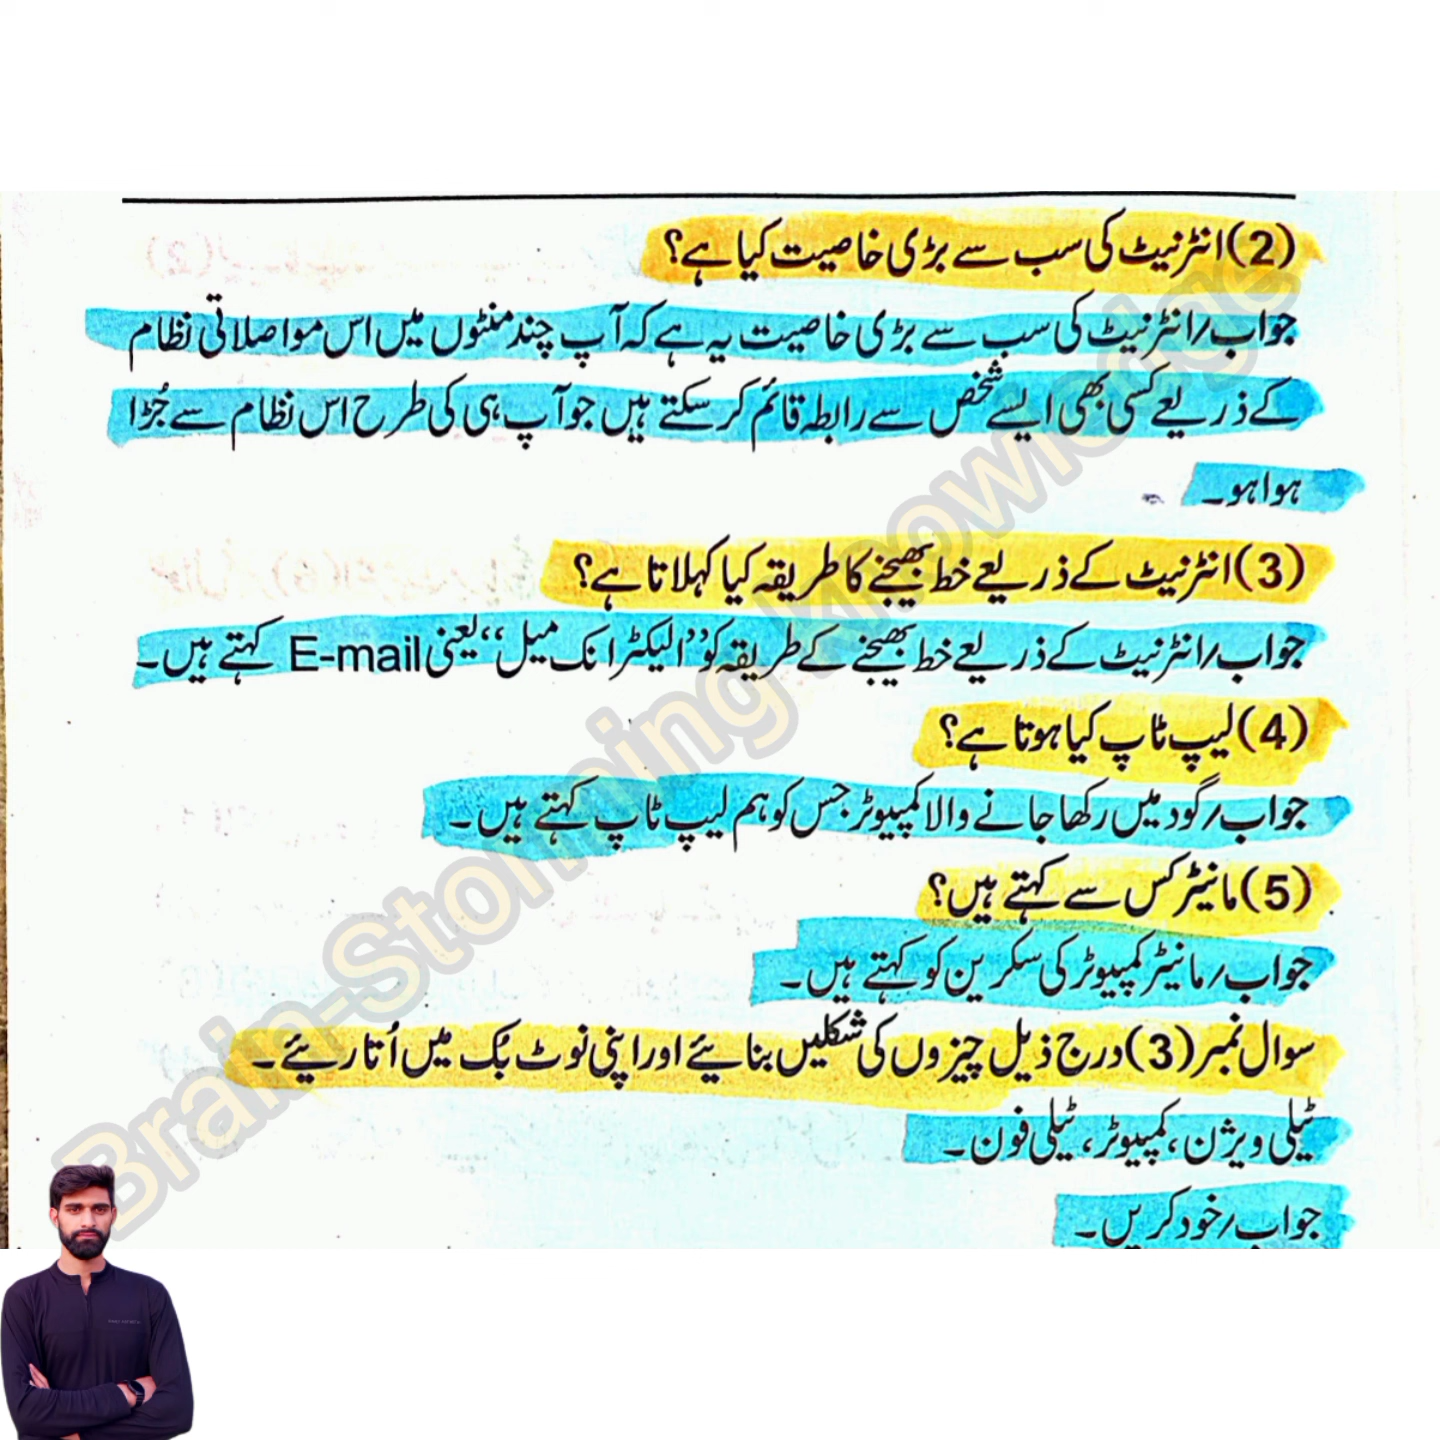 (2) انٹرنیٹ کی سب سے بڑی خاصیت کیا ہے؟
جواب/ انٹرنیٹ کی سب سے بڑی خاصیت یہ ہے کہ آپ چند منٹوں میں اس مواصلاتی نظام
کے ذریعے کسی بھی ایسے شخص سے رابطہ قائم کر سکتے ہیں جو آپ ہی کی طرح اس نظام سے جُڑا
ہوا ہو۔
(3) انٹرنیٹ کے ذریعے خط بھیجنے کا طریقہ کیا کہلاتا ہے؟
جواب/ انٹرنیٹ کے ذریعے خط بھیجنے کے طریقہ کو ”الیکٹرانک میل“ یعنی E-mail کہتے ہیں۔
(4) لیپ ٹاپ کیا ہوتا ہے؟
جواب/ گود میں رکھا جانے والا کمپیوٹر جس کو ہم لیپ ٹاپ کہتے ہیں۔
(5) مانیٹر کس سے کہتے ہیں؟
جواب/ مانیٹر کمپیوٹر کی سکرین کو کہتے ہیں۔
سوال نمبر (3) درج ذیل چیزوں کی شکلیں بنایئے اور اپنی نوٹ بُک میں اُتاریئے۔
ٹیلی ویژن، کمپیوٹر، ٹیلی فون۔
جواب/ خود کریں۔
Brain-Stoming knowledge